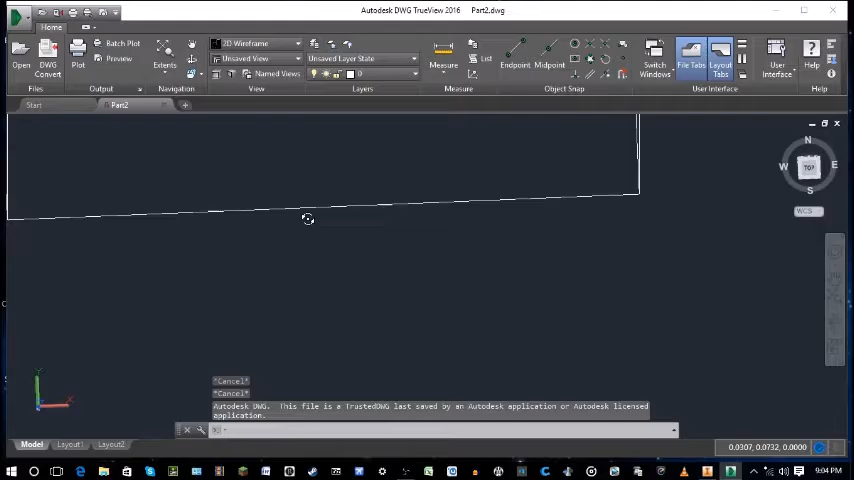 Autodesk DWG TrueView 2016 Part2.dwg
Home
Open
DWG Convert
Files
Plot
Batch Plot
Preview
Output
Extents
Navigation
2D Wireframe
Unsaved View
Named Views
View
Unsaved Layer State
0
Layers
Measure
List
Measure
Endpoint
Midpoint
Object Snap
Switch Windows
File Tabs
Layout Tabs
User Interface
User Interface
Help
Help
Start
Part2
N
W
TOP
E
S
WCS
Y
X
*Cancel*
*Cancel*
Autodesk DWG. This file is a TrustedDWG last saved by an Autodesk application or Autodesk licensed
application.
Model
Layout1
Layout2
0.0307, 0.0732, 0.0000
9:04 PM